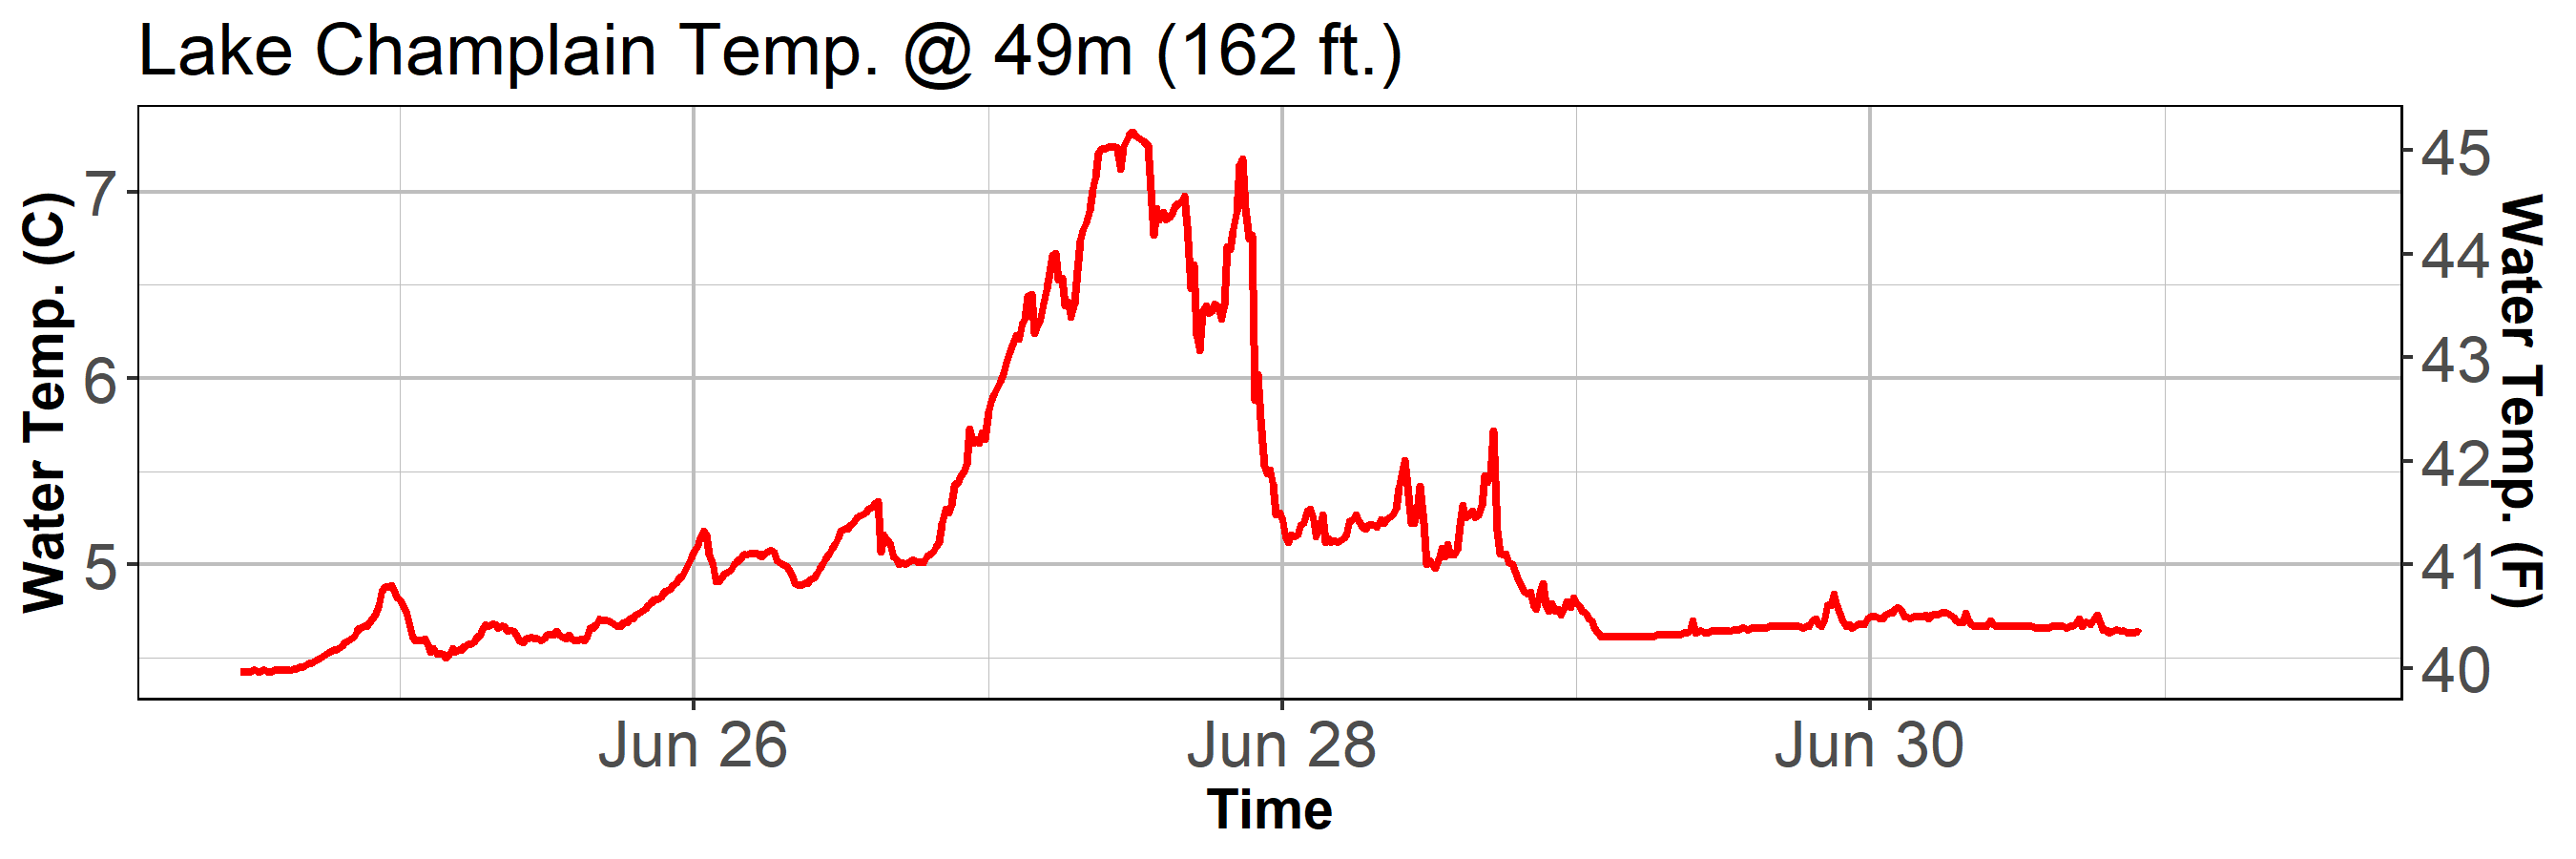 Lake Champlain Temp. @ 49m (162 ft.)
Water Temp. (C)
7
6
5
45
44
43
42
41
40
Water Temp. (F)
Jun 26
Jun 28
Jun 30
Time